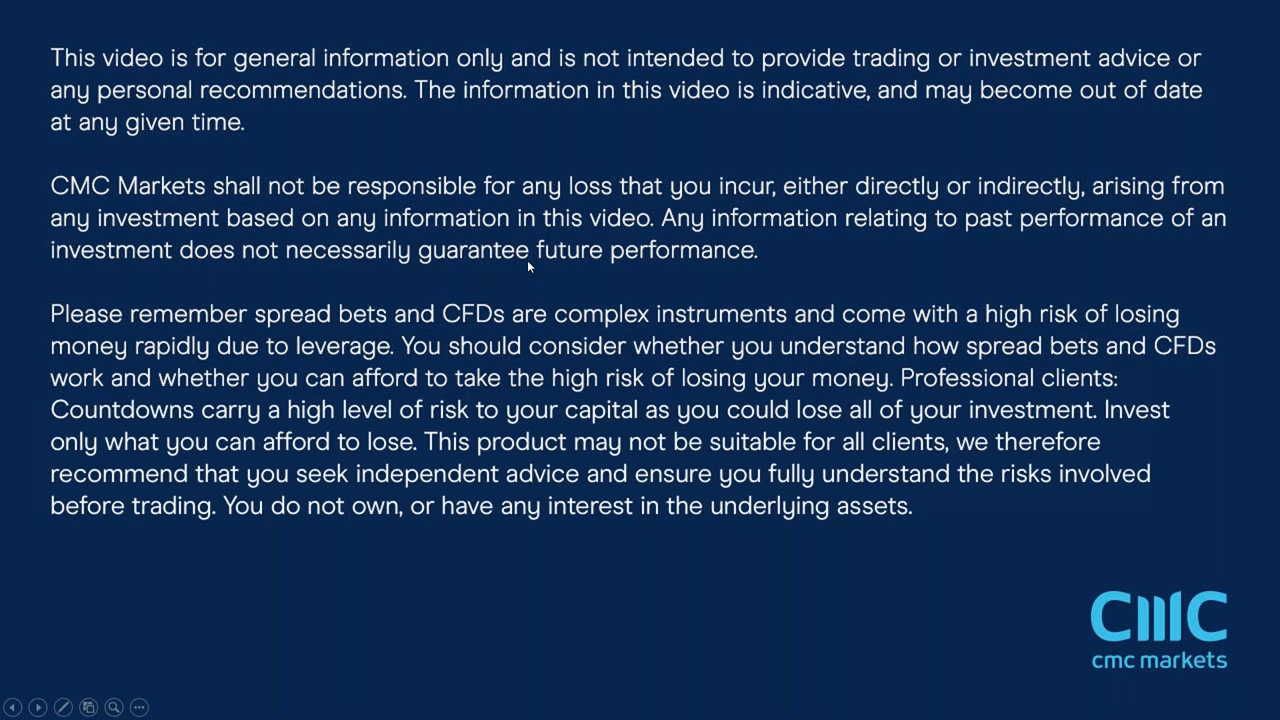 This video is for general information only and is not intended to provide trading or investment advice or
any personal recommendations. The information in this video is indicative, and may become out of date
at any given time.
CMC Markets shall not be responsible for any loss that you incur, either directly or indirectly, arising from
any investment based on any information in this video. Any information relating to past performance of an
investment does not necessarily guarantee future performance.
Please remember spread bets and CFDs are complex instruments and come with a high risk of losing
money rapidly due to leverage. You should consider whether you understand how spread bets and CFDs
work and whether you can afford to take the high risk of losing your money. Professional clients:
Countdowns carry a high level of risk to your capital as you could lose all of your investment. Invest
only what you can afford to lose. This product may not be suitable for all clients, we therefore
recommend that you seek independent advice and ensure you fully understand the risks involved
before trading. You do not own, or have any interest in the underlying assets.
CMC
cmc markets